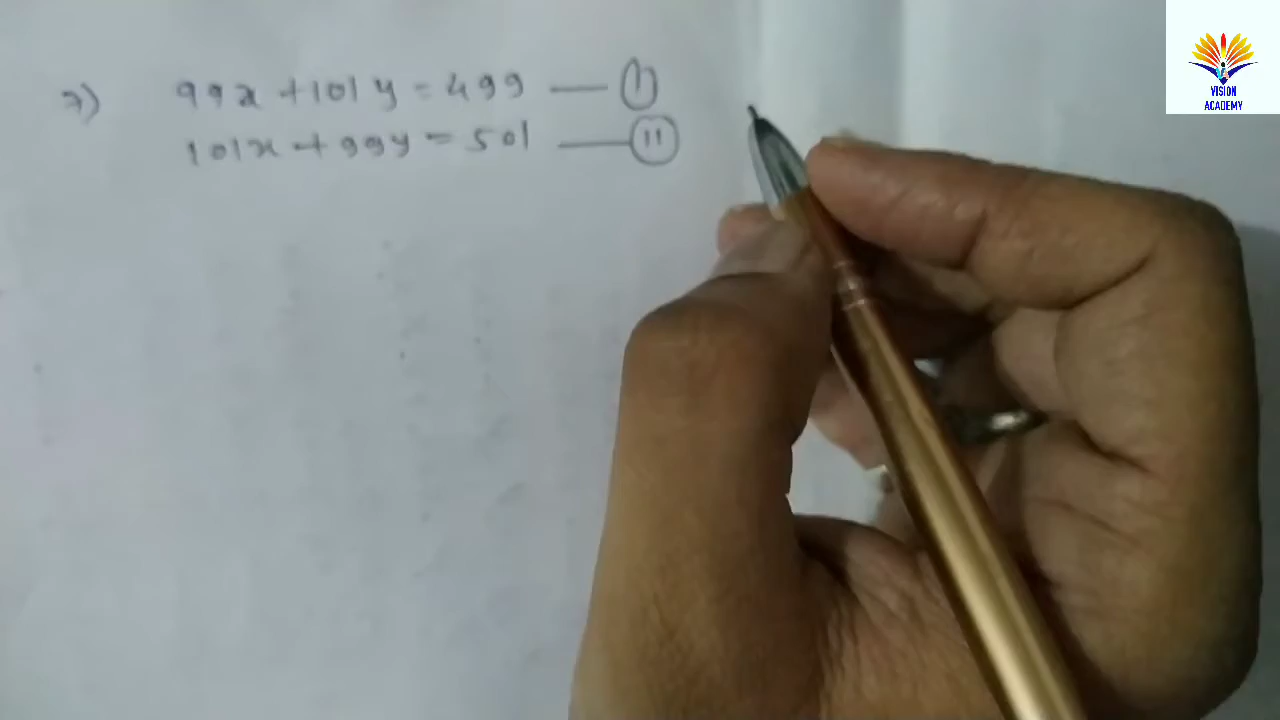 7) 99x + 101y = 499 — (I)
101x + 99y = 501 — (II)
VISION
ACADEMY